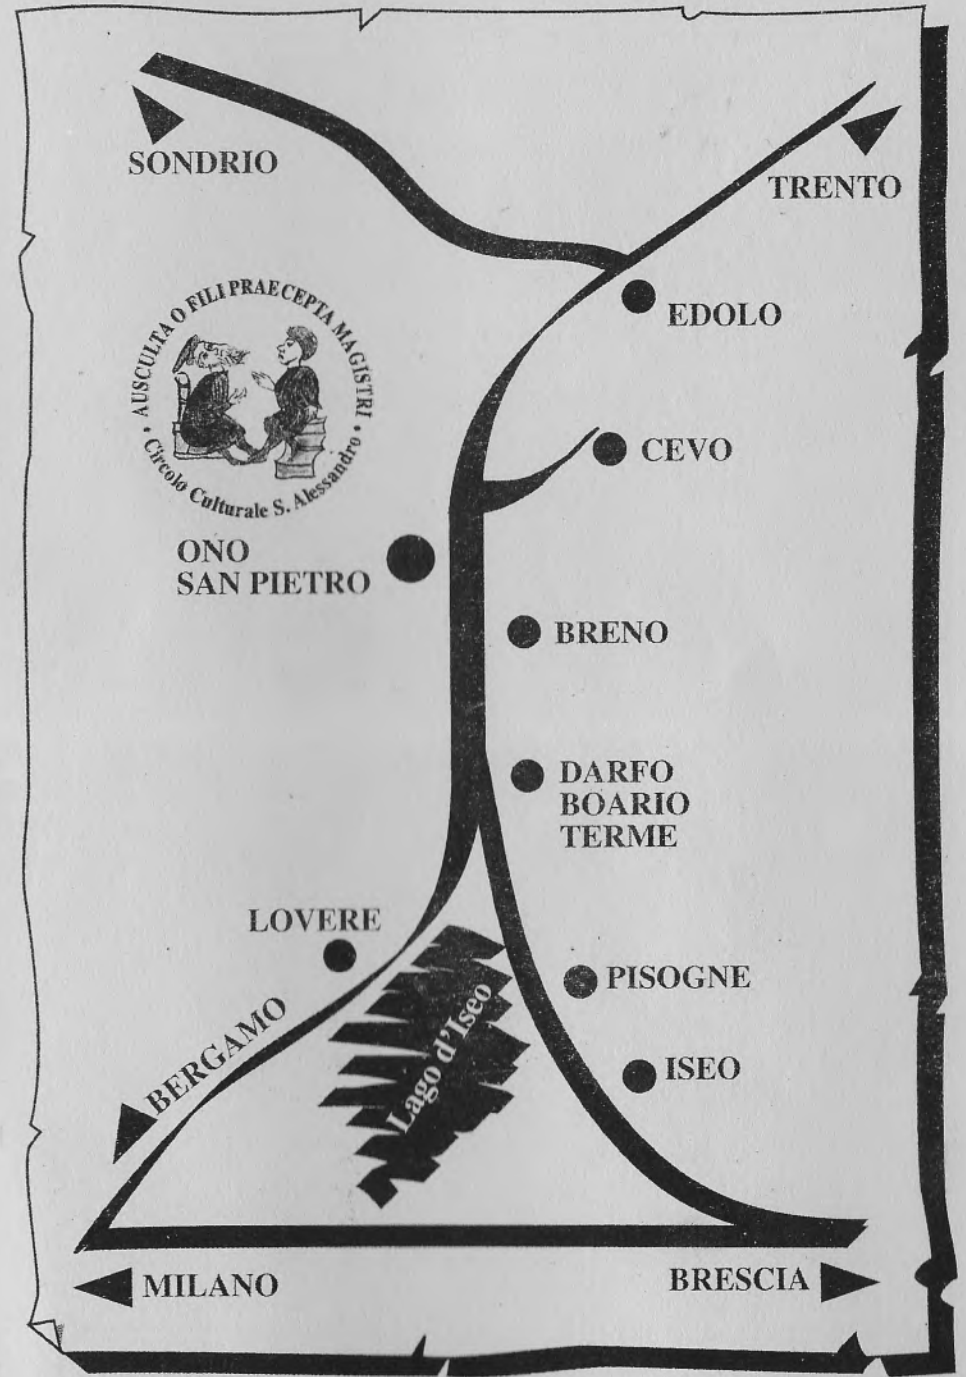 SONDRIO
TRENTO
EDOLO
· AUSCULTA O FILI PRAECEPTA MAGISTRI ·
Circolo Culturale S. Alessandro
CEVO
ONO
SAN PIETRO
BRENO
DARFO
BOARIO
TERME
LOVERE
PISOGNE
BERGAMO
Lago d'Iseo
ISEO
MILANO
BRESCIA